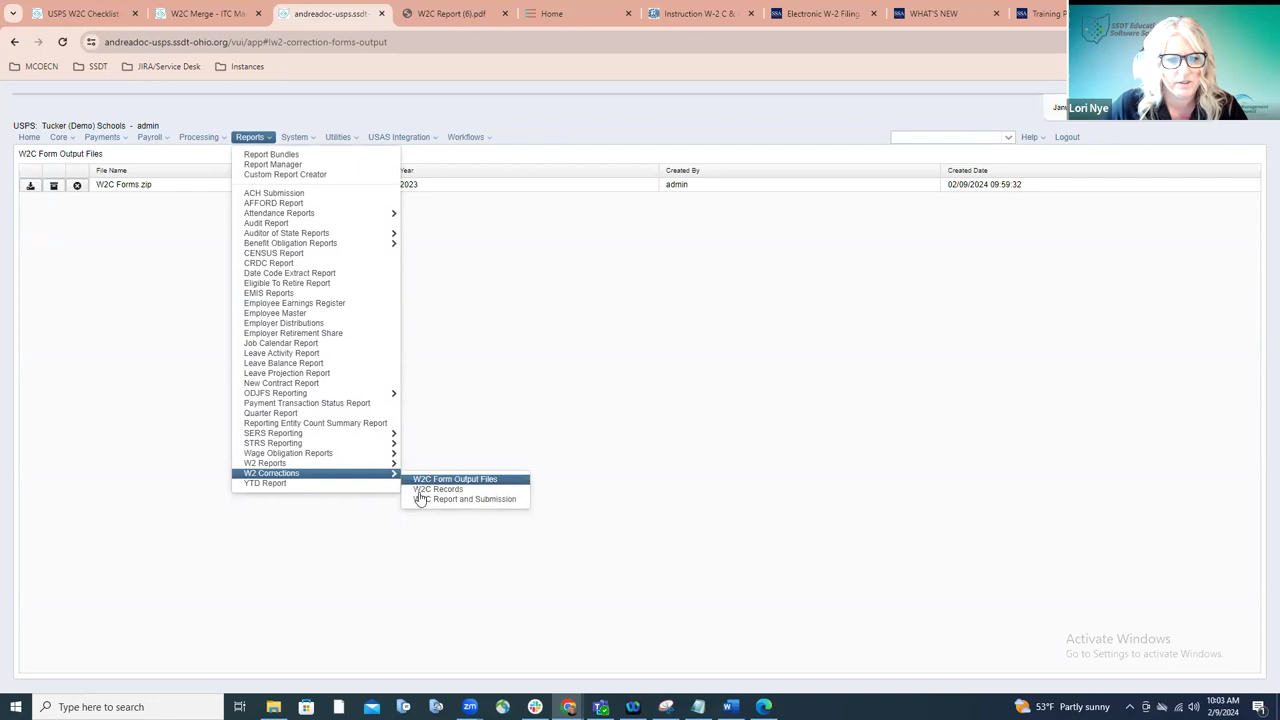 usps.ssdt-ohi
W2C Merge - ITC Ma
andreadoc-usps.ssdt
W2C Report (6).pdf
Home
Instruction W-2 C &
Electronic W-2 Filing
WHAT'S NEW
Training P
SSDT Educa
Software So
andreadoc-usps.ssdt-ohio.org/vui/app#!w2-correction-forms-output
MCOECN
SSDT
JIRA/Service Desk
Instances
Lori Nye
USPS: Tucker (Demo) Schools - admin
Home
Core
Payments
Payroll
Processing
Reports
System
Utilities
USAS Integration
Workflows
Help
Logout
W2C Form Output Files
File Name
Year
Created By
Created Date
W2C Forms.zip
2023
admin
02/09/2024 09:59:32
Report Bundles
Report Manager
Custom Report Creator
ACH Submission
AFFORD Report
Attendance Reports
Audit Report
Auditor of State Reports
Benefit Obligation Reports
CENSUS Report
CRDC Report
Date Code Extract Report
Eligible To Retire Report
EMIS Reports
Employee Earnings Register
Employee Master
Employer Distributions
Employer Retirement Share
Job Calendar Report
Leave Activity Report
Leave Balance Report
Leave Projection Report
New Contract Report
ODJFS Reporting
Payment Transaction Status Report
Quarter Report
Reporting Entity Count Summary Report
SERS Reporting
STRS Reporting
Wage Obligation Reports
W2 Reports
W2 Corrections
YTD Report
W2C Form Output Files
W2C Records
W2C Report and Submission
Activate Windows
Go to Settings to activate Windows.
Type here to search
53°F Partly sunny
10:03 AM
2/9/2024